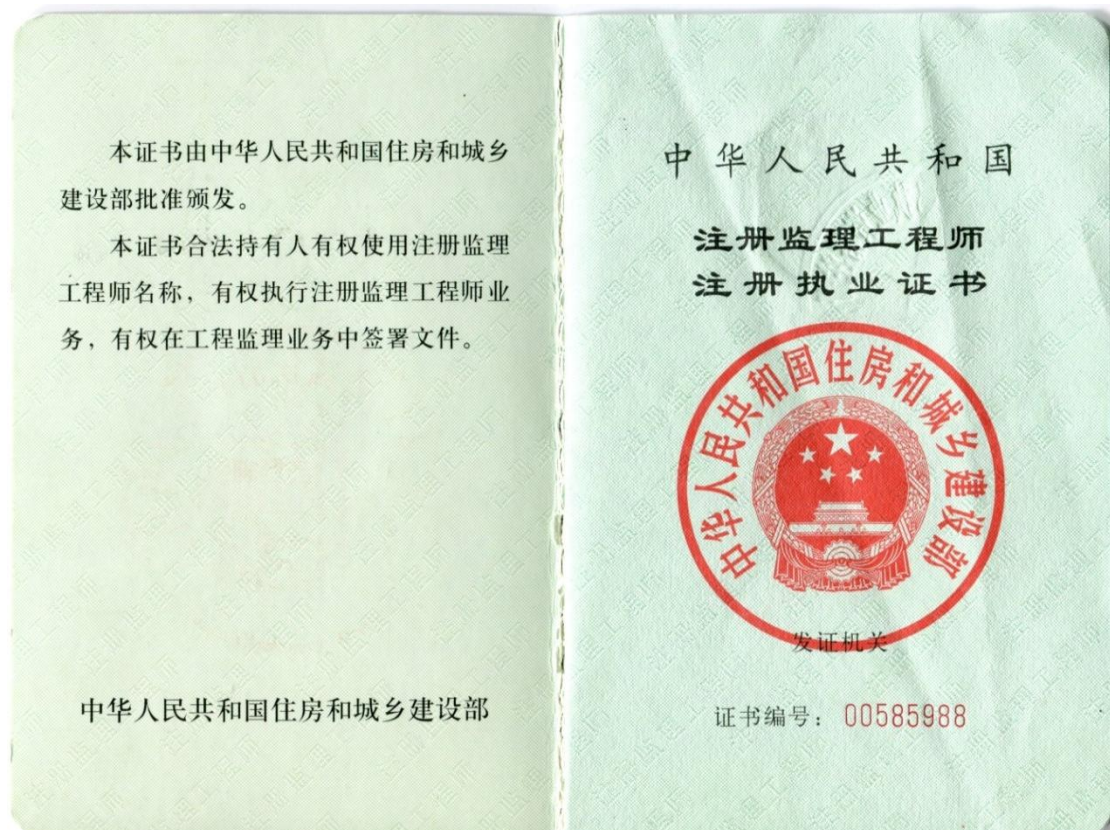 本证书由中华人民共和国住房和城乡
建设部批准颁发。
本证书合法持有人有权使用注册监理
工程师名称，有权执行注册监理工程师业
务，有权在工程监理业务中签署文件。
中华人民共和国住房和城乡建设部
中华人民共和国
注册监理工程师
注册执业证书
中华人民共和国住房和城乡建设部
发证机关
证书编号：00585988